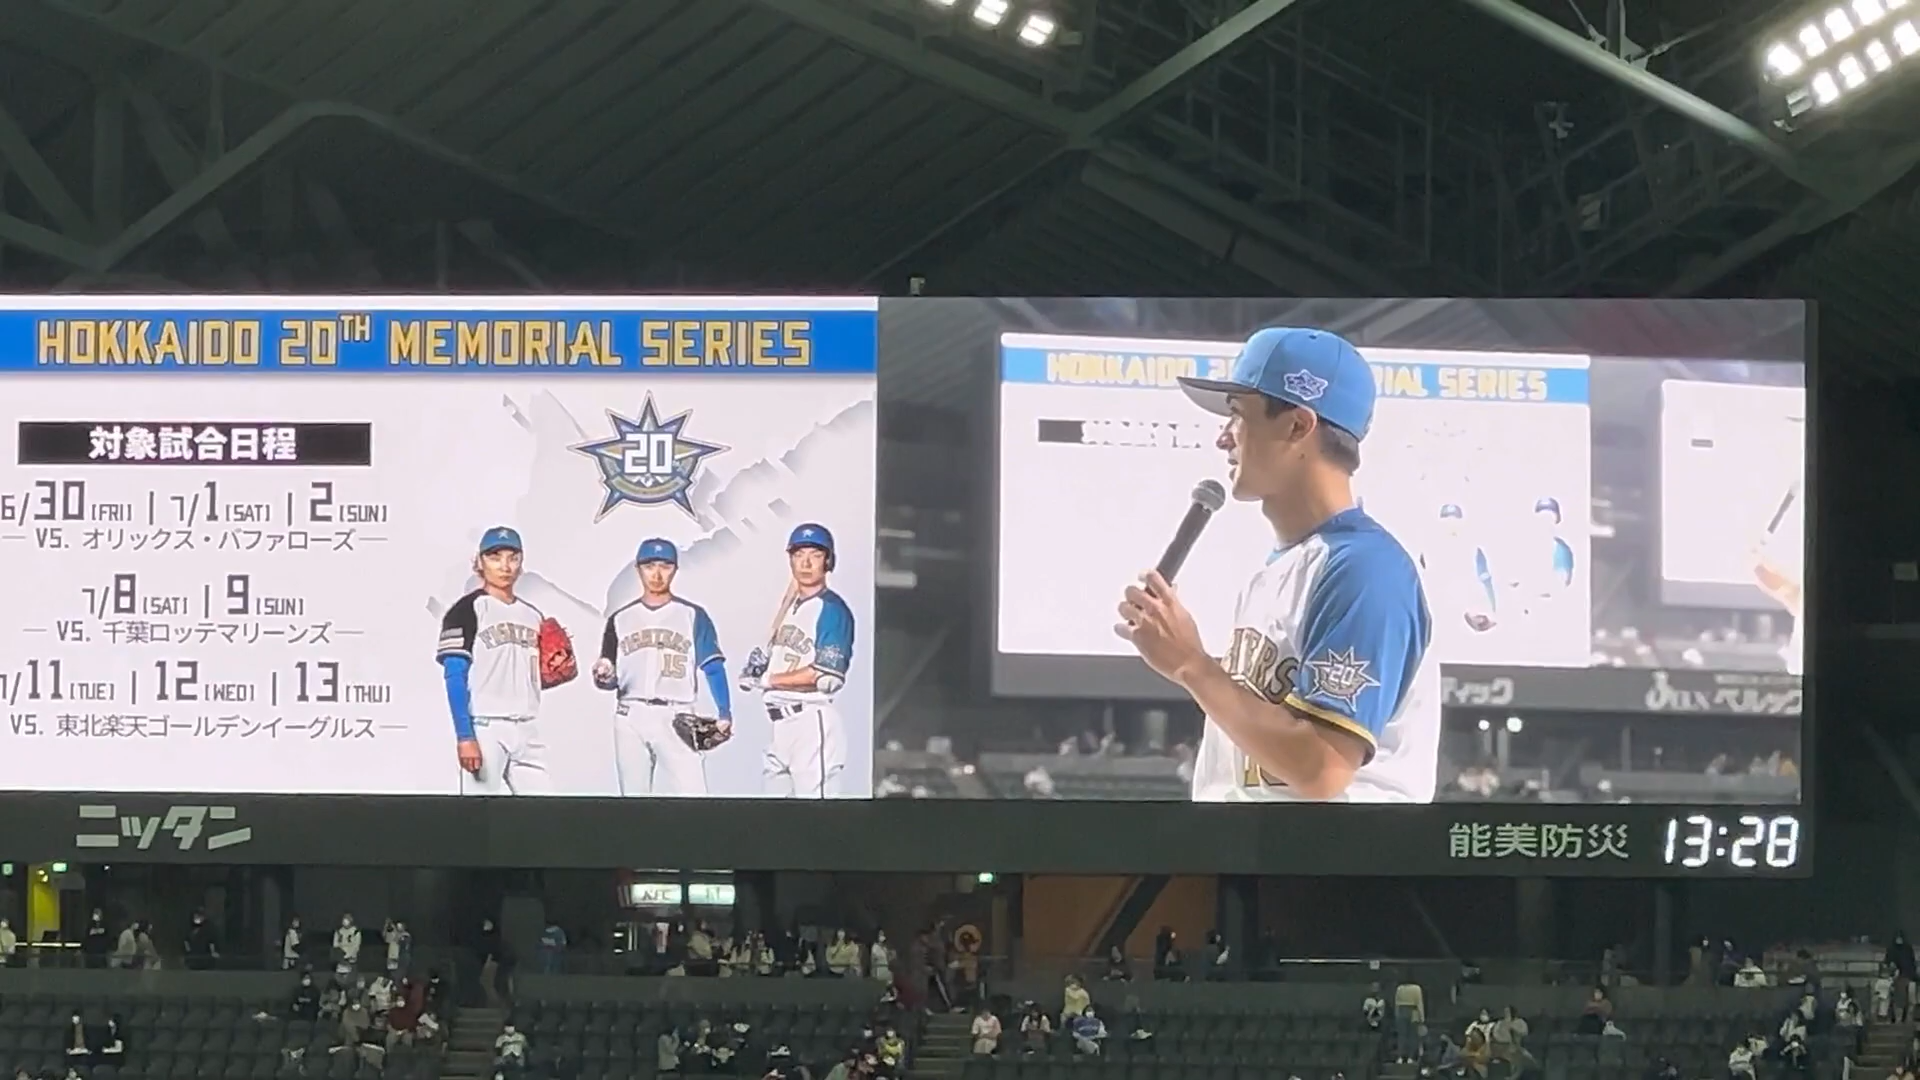 HOKKAIDO 20TH MEMORIAL SERIES
対象試合日程
20
6/30 [FRI] | 7/1 [SAT] | 2 [SUN]
VS. オリックス・バファローズ
7/8 [SAT] | 9 [SUN]
VS. 千葉ロッテマリーンズ
7/11 [TUE] | 12 [WED] | 13 [THU]
VS. 東北楽天ゴールデンイーグルス
FIGHTERS
15
7
SERIES
20
ニッタン
能美防災 13:28
KFC